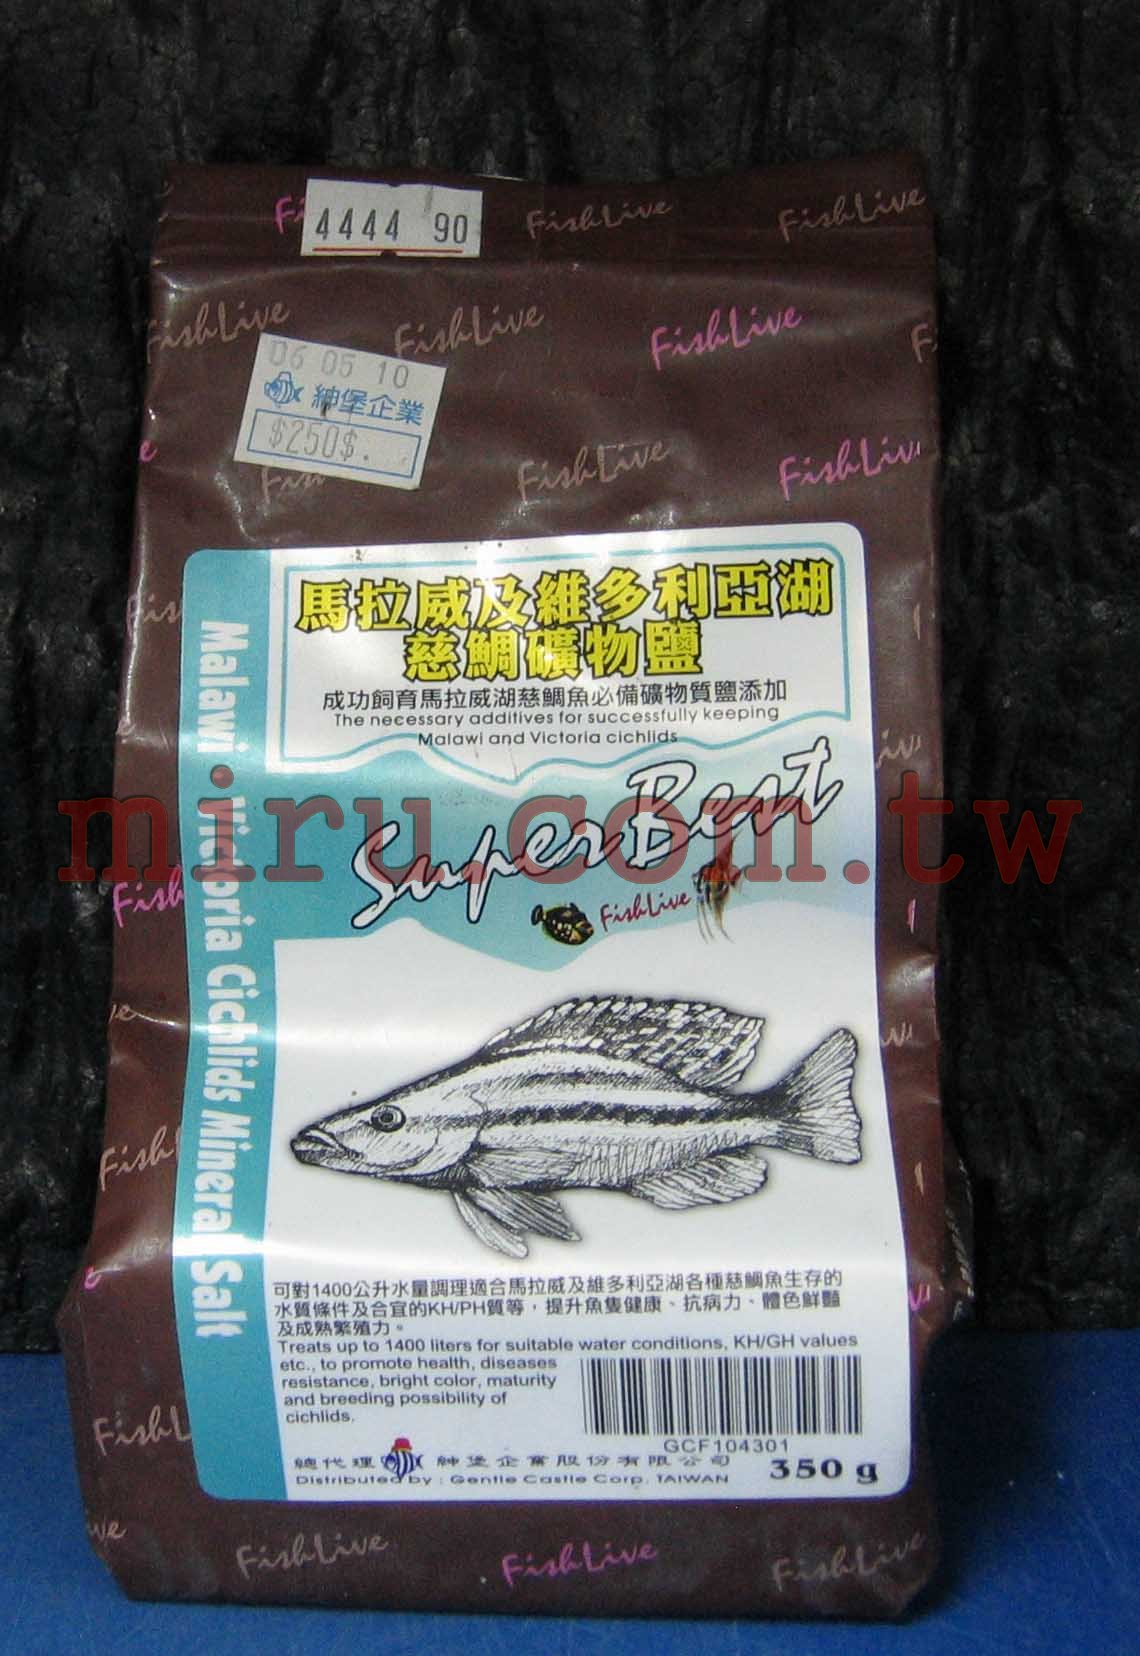 4444 90
FishLive FishLive
FishLive FishLive FishLive
06 05 10
紳堡企業
$250$.
FishLive FishLive
馬拉威及維多利亞湖
慈鯛礦物鹽
成功飼育馬拉威湖慈鯛魚必備礦物質鹽添加
The necessary additives for successfully keeping
Malawi and Victoria cichlids
Malawi Victoria Cichlids Mineral Salt
miru.com.tw
SuperBest
FishLive
可對1400公升水量調理適合馬拉威及維多利亞湖各種慈鯛魚生存的
水質條件及合宜的KH/PH質等，提升魚隻健康、抗病力、體色鮮豔
及成熟繁殖力。
Treats up to 1400 liters for suitable water conditions, KH/GH values
etc., to promote health, diseases
resistance, bright color, maturity
and breeding possibility of
cichlids.
GCF104301
總代理 紳堡企業股份有限公司
Distributed by : Gentle Castle Corp. TAIWAN
350 g
FishLive FishLive FishLive